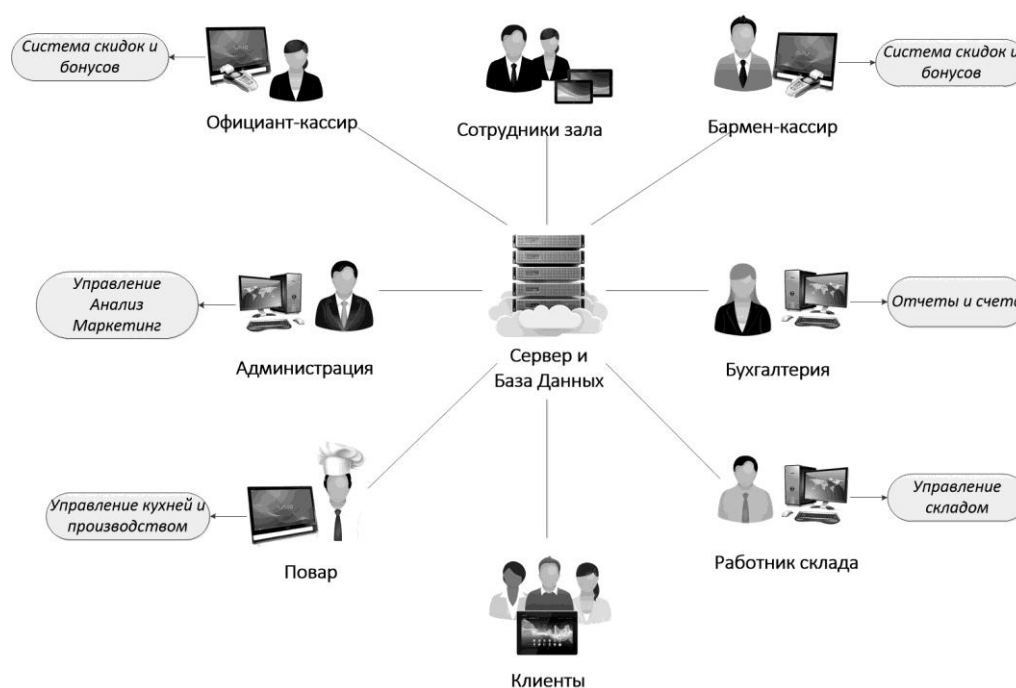 Система скидок и
бонусов
Официант-кассир
Сотрудники зала
Бармен-кассир
Система скидок и
бонусов
Управление
Анализ
Маркетинг
Администрация
Сервер и
База Данных
Бухгалтерия
Отчеты и счета
Управление кухней и
производством
Повар
Клиенты
Работник склада
Управление
складом